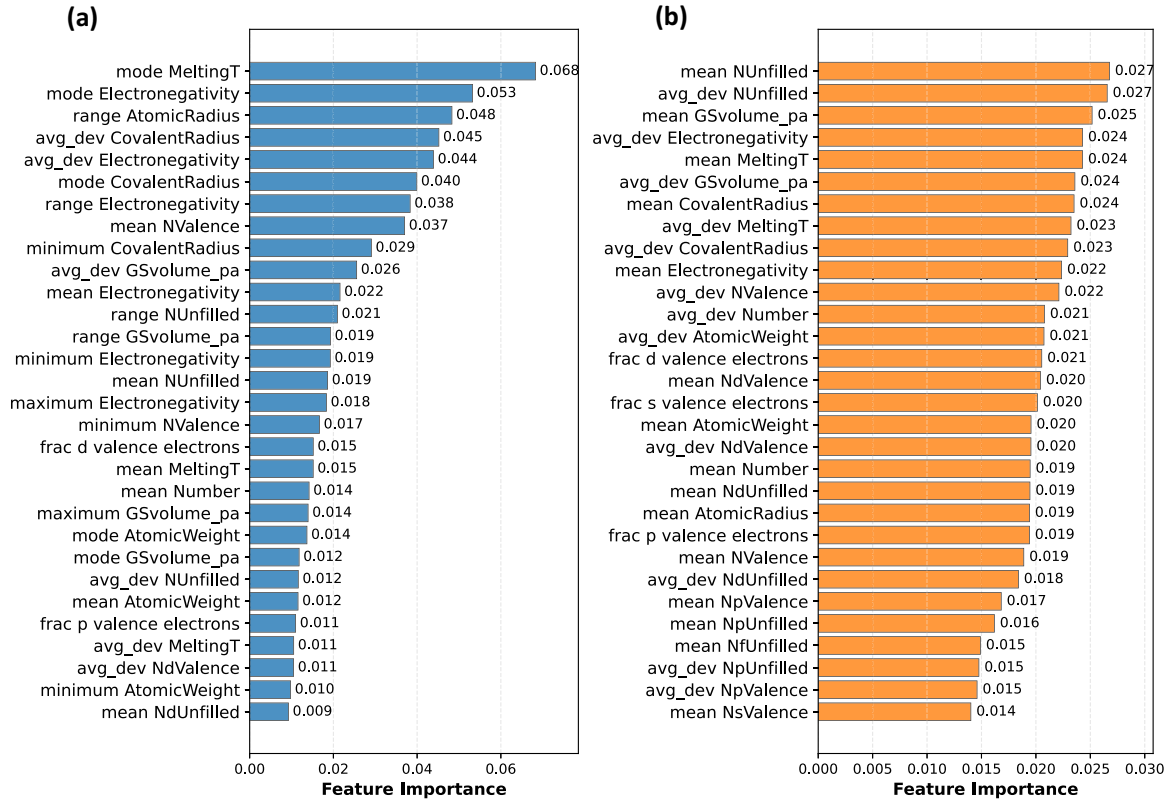 (a)
mode MeltingT 0.068
mode Electronegativity 0.053
range AtomicRadius 0.048
avg_dev CovalentRadius 0.045
avg_dev Electronegativity 0.044
mode CovalentRadius 0.040
range Electronegativity 0.038
mean NValence 0.037
minimum CovalentRadius 0.029
avg_dev GSvolume_pa 0.026
mean Electronegativity 0.022
range NUnfilled 0.021
range GSvolume_pa 0.019
minimum Electronegativity 0.019
mean NUnfilled 0.019
maximum Electronegativity 0.018
minimum NValence 0.017
frac d valence electrons 0.015
mean MeltingT 0.015
mean Number 0.014
maximum GSvolume_pa 0.014
mode AtomicWeight 0.014
mode GSvolume_pa 0.012
avg_dev NUnfilled 0.012
mean AtomicWeight 0.012
frac p valence electrons 0.011
avg_dev MeltingT 0.011
avg_dev NdValence 0.011
minimum AtomicWeight 0.010
mean NdUnfilled 0.009
0.00 0.02 0.04 0.06
Feature Importance
(b)
mean NUnfilled 0.027
avg_dev NUnfilled 0.027
mean GSvolume_pa 0.025
avg_dev Electronegativity 0.024
mean MeltingT 0.024
avg_dev GSvolume_pa 0.024
mean CovalentRadius 0.024
avg_dev MeltingT 0.023
avg_dev CovalentRadius 0.023
mean Electronegativity 0.022
avg_dev NValence 0.022
avg_dev Number 0.021
avg_dev AtomicWeight 0.021
frac d valence electrons 0.021
mean NdValence 0.020
frac s valence electrons 0.020
mean AtomicWeight 0.020
avg_dev NdValence 0.020
mean Number 0.019
mean NdUnfilled 0.019
mean AtomicRadius 0.019
frac p valence electrons 0.019
mean NValence 0.019
avg_dev NdUnfilled 0.018
mean NpValence 0.017
mean NpUnfilled 0.016
mean NfUnfilled 0.015
avg_dev NpUnfilled 0.015
avg_dev NpValence 0.015
mean NsValence 0.014
0.000 0.005 0.010 0.015 0.020 0.025 0.030
Feature Importance